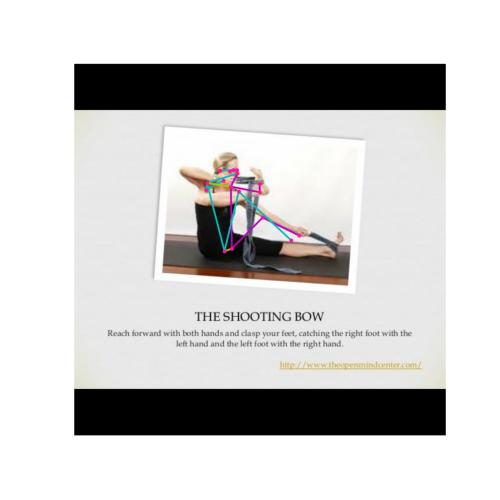 THE SHOOTING BOW
Reach forward with both hands and clasp your feet, catching the right foot with the
left hand and the left foot with the right hand.
http://www.theopenmindcenter.com/